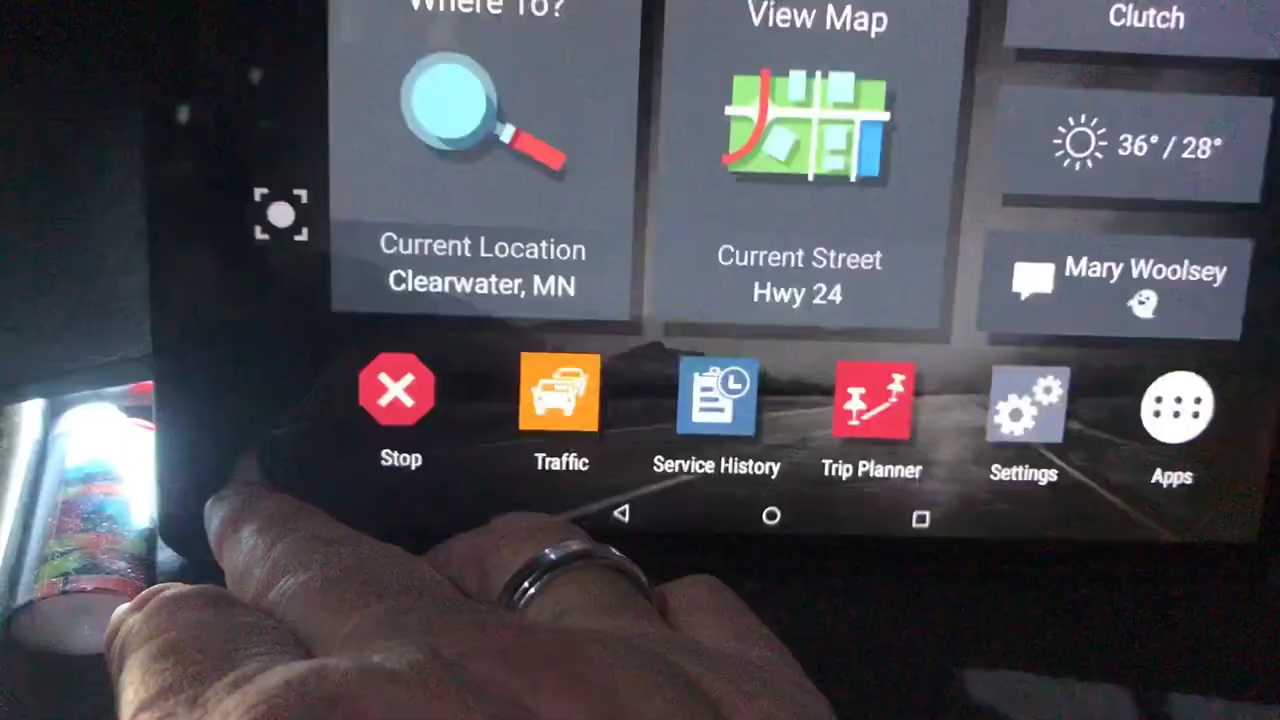 Where To?
View Map
Clutch
36° / 28°
Current Location
Clearwater, MN
Current Street
Hwy 24
Mary Woolsey
Stop
Traffic
Service History
Trip Planner
Settings
Apps